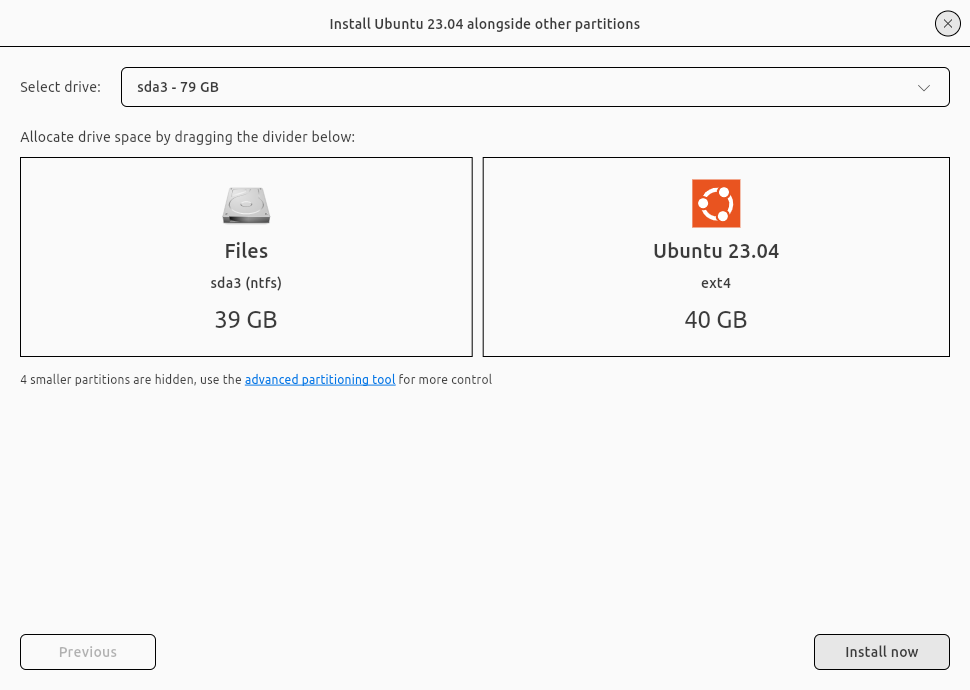 Install Ubuntu 23.04 alongside other partitions
Select drive: sda3 - 79 GB
Allocate drive space by dragging the divider below:
Files
sda3 (ntfs)
39 GB
Ubuntu 23.04
ext4
40 GB
4 smaller partitions are hidden, use the advanced partitioning tool for more control
Previous
Install now